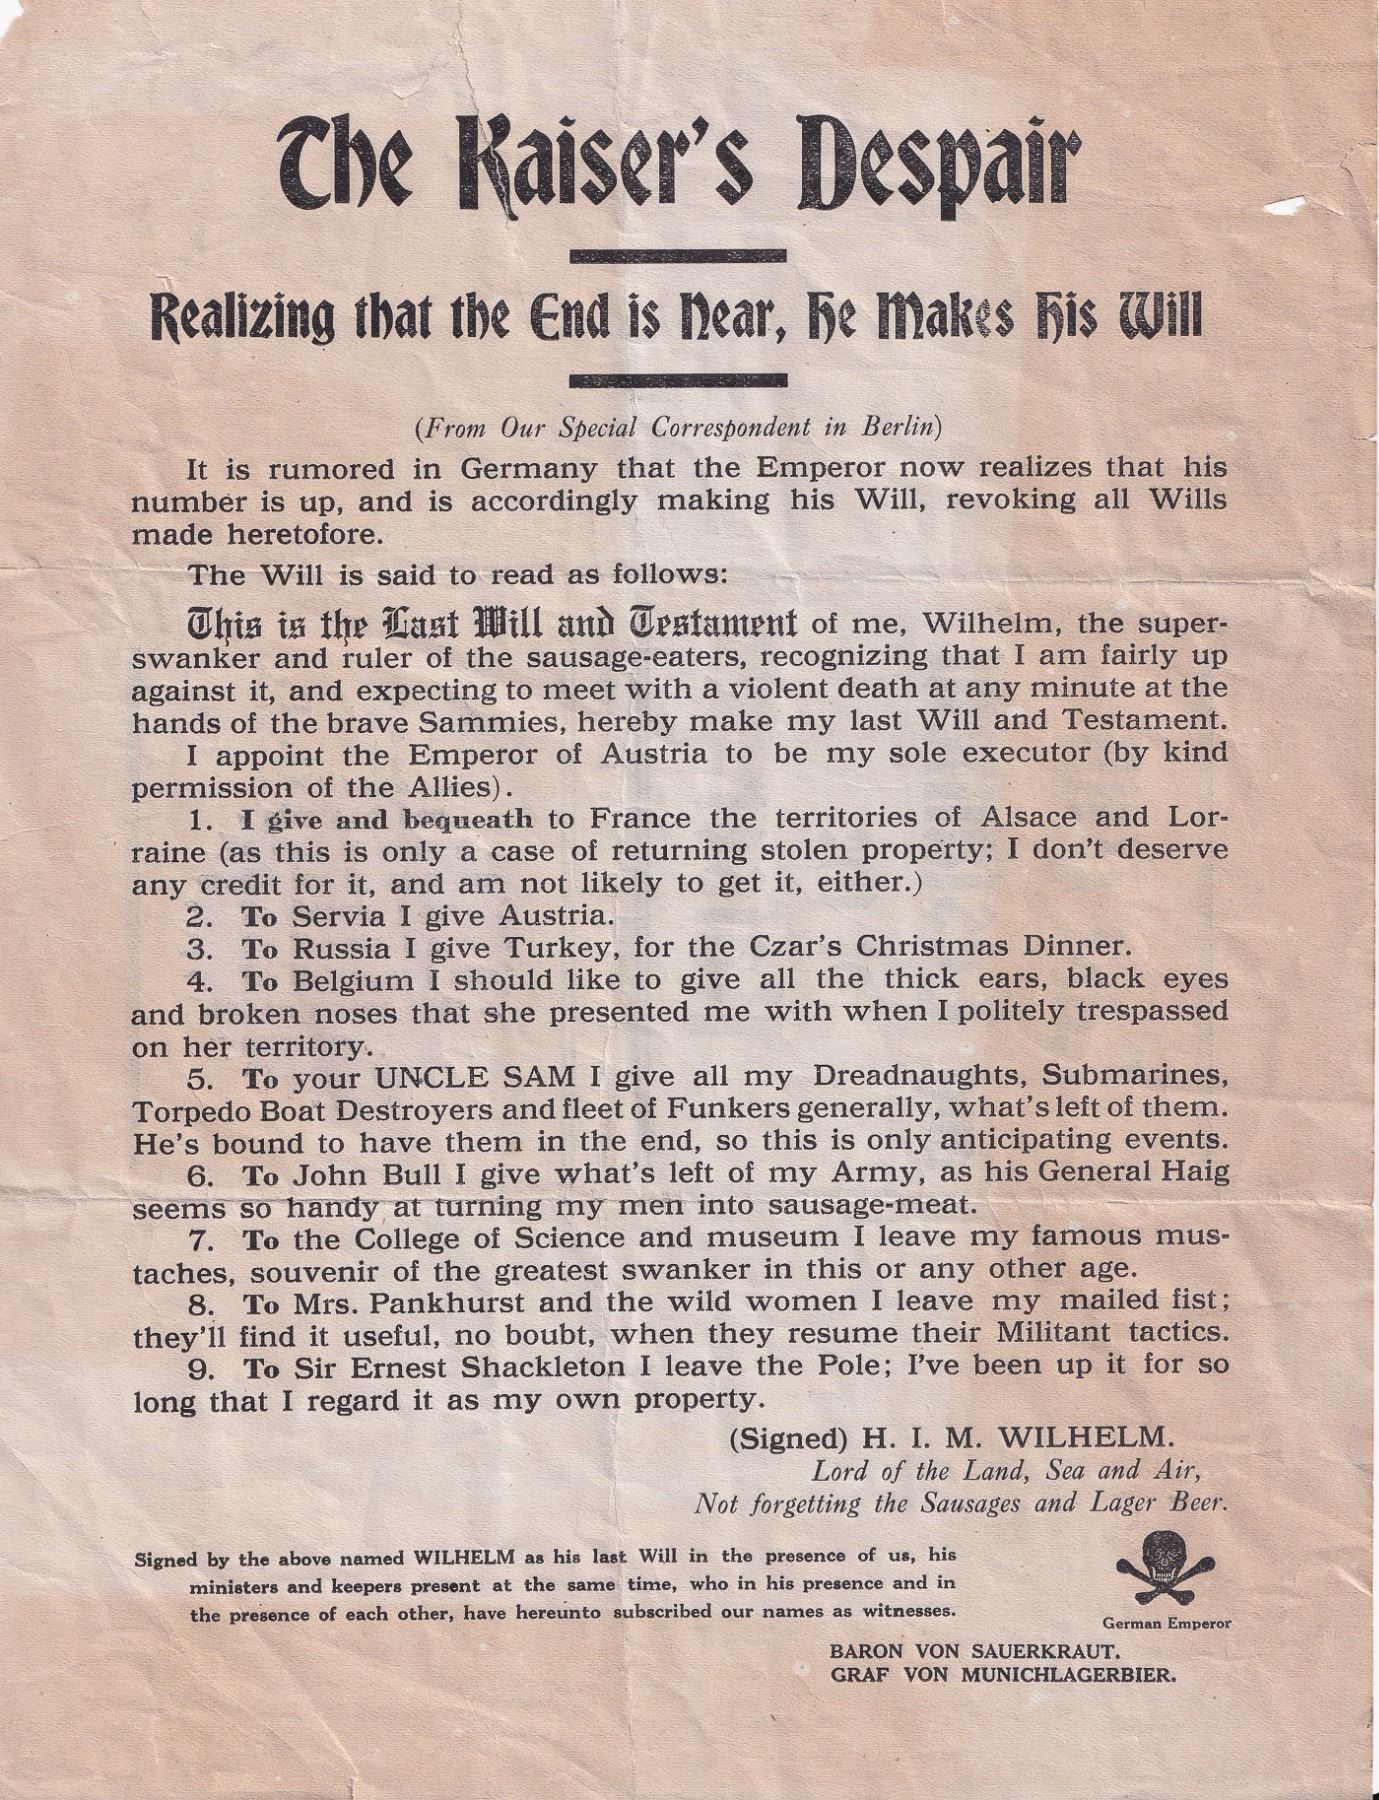 The Kaiser's Despair
Realizing that the End is Near, He Makes His Will
(From Our Special Correspondent in Berlin)
It is rumored in Germany that the Emperor now realizes that his
number is up, and is accordingly making his Will, revoking all Wills
made heretofore.
The Will is said to read as follows:
This is the Last Will and Testament of me, Wilhelm, the super-
swanker and ruler of the sausage-eaters, recognizing that I am fairly up
against it, and expecting to meet with a violent death at any minute at the
hands of the brave Sammies, hereby make my last Will and Testament.
I appoint the Emperor of Austria to be my sole executor (by kind
permission of the Allies).
1. I give and bequeath to France the territories of Alsace and Lor-
raine (as this is only a case of returning stolen property; I don't deserve
any credit for it, and am not likely to get it, either.)
2. To Servia I give Austria.
3. To Russia I give Turkey, for the Czar's Christmas Dinner.
4. To Belgium I should like to give all the thick ears, black eyes
and broken noses that she presented me with when I politely trespassed
on her territory.
5. To your UNCLE SAM I give all my Dreadnaughts, Submarines,
Torpedo Boat Destroyers and fleet of Funkers generally, what's left of them.
He's bound to have them in the end, so this is only anticipating events.
6. To John Bull I give what's left of my Army, as his General Haig
seems so handy at turning my men into sausage-meat.
7. To the College of Science and museum I leave my famous mus-
taches, souvenir of the greatest swanker in this or any other age.
8. To Mrs. Pankhurst and the wild women I leave my mailed fist;
they'll find it useful, no boubt, when they resume their Militant tactics.
9. To Sir Ernest Shackleton I leave the Pole; I've been up it for so
long that I regard it as my own property.
(Signed) H. I. M. WILHELM.
Lord of the Land, Sea and Air,
Not forgetting the Sausages and Lager Beer.
Signed by the above named WILHELM as his last Will in the presence of us, his
ministers and keepers present at the same time, who in his presence and in
the presence of each other, have hereunto subscribed our names as witnesses.
German Emperor
BARON VON SAUERKRAUT.
GRAF VON MUNICHLAGERBIER.